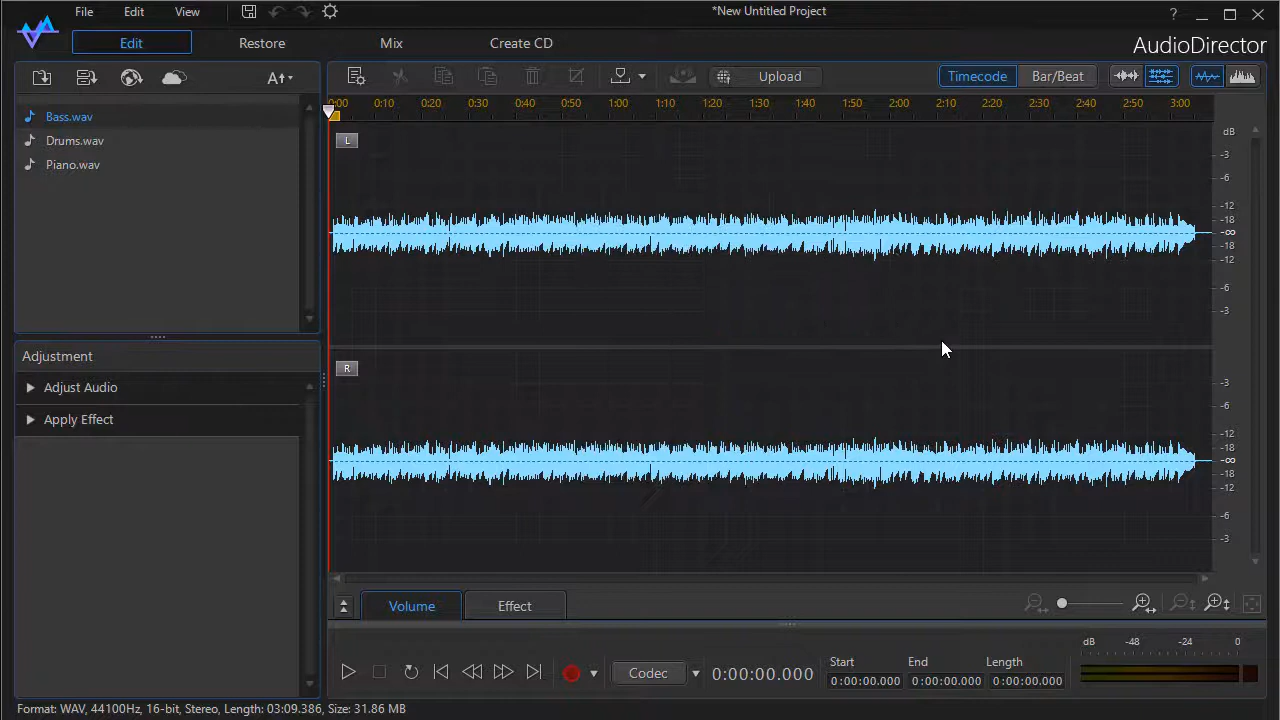 File Edit View *New Untitled Project ?
Edit Restore Mix Create CD AudioDirector
A Upload Timecode Bar/Beat
0:00 0:10 0:20 0:30 0:40 0:50 1:00 1:10 1:20 1:30 1:40 1:50 2:00 2:10 2:20 2:30 2:40 2:50 3:00
Bass.wav
Drums.wav
Piano.wav
L
dB
-3
-6
-12
-18
-∞
-18
-12
-6
-3
Adjustment
Adjust Audio
Apply Effect
R
-3
-6
-12
-18
-∞
-18
-12
-6
-3
Volume Effect
Codec 0:00:00.000
Start End Length
0:00:00.000 0:00:00.000 0:00:00.000
dB -48 -24 0
Format: WAV, 44100Hz, 16-bit, Stereo, Length: 03:09.386, Size: 31.86 MB